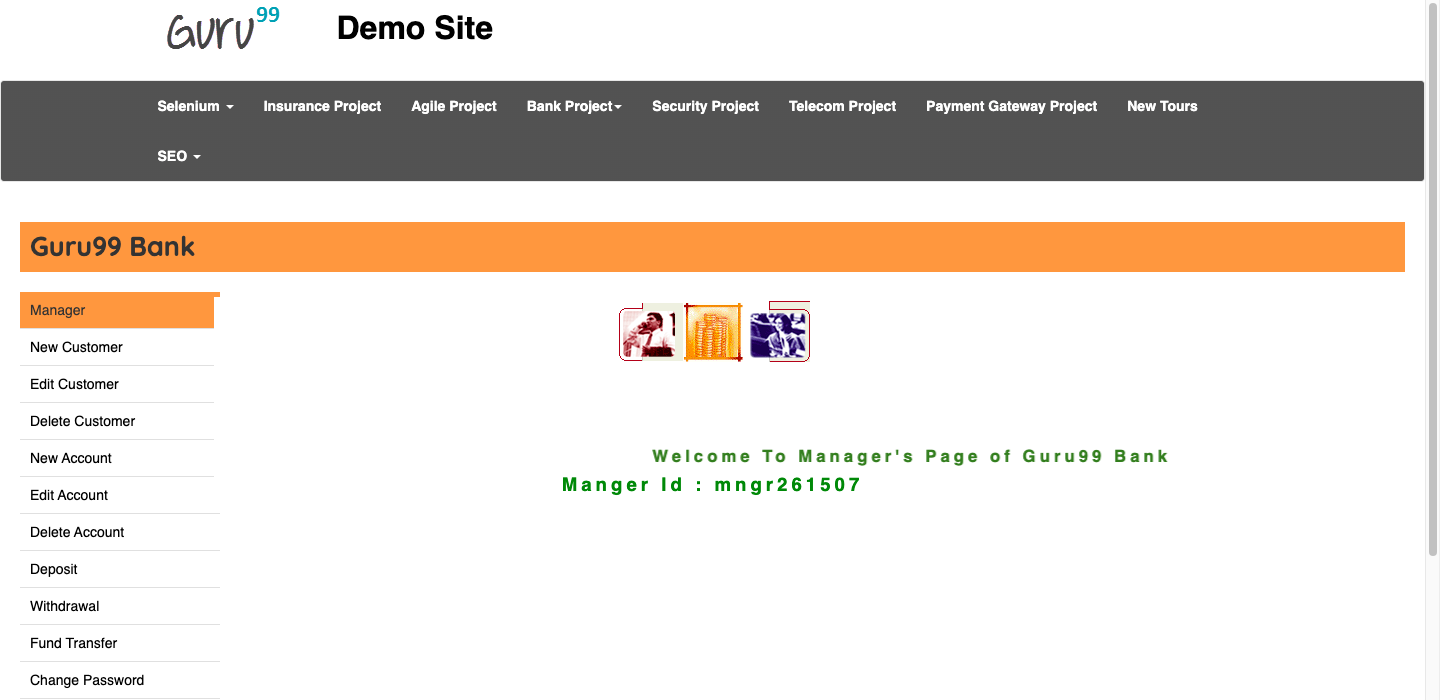 Guru99 Demo Site
Selenium Insurance Project Agile Project Bank Project Security Project Telecom Project Payment Gateway Project New Tours
SEO
Guru99 Bank
Manager
New Customer
Edit Customer
Delete Customer
New Account
Edit Account
Delete Account
Deposit
Withdrawal
Fund Transfer
Change Password
Welcome To Manager's Page of Guru99 Bank
Manger Id : mngr261507